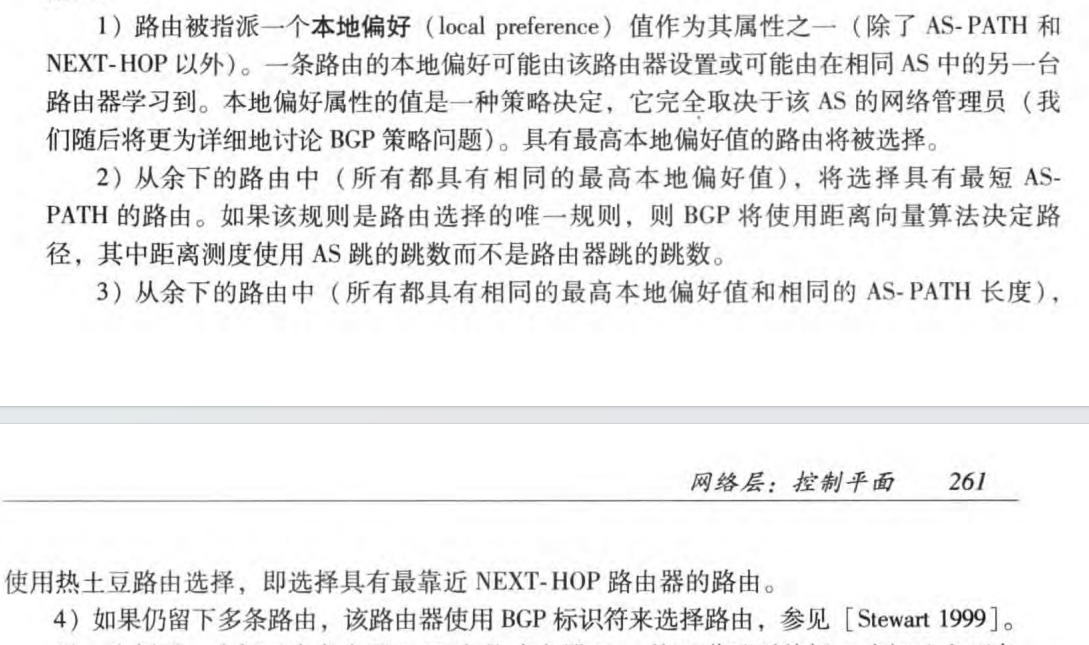 1）路由被指派一个本地偏好（local preference）值作为其属性之一（除了 AS-PATH 和
NEXT-HOP 以外）。一条路由的本地偏好可能由该路由器设置或可能由在相同 AS 中的另一台
路由器学习到。本地偏好属性的值是一种策略决定，它完全取决于该 AS 的网络管理员（我
们随后将更为详细地讨论 BGP 策略问题）。具有最高本地偏好值的路由将被选择。
2）从余下的路由中（所有都具有相同的最高本地偏好值），将选择具有最短 AS-
PATH 的路由。如果该规则是路由选择的唯一规则，则 BGP 将使用距离向量算法决定路
径，其中距离测度使用 AS 跳的跳数而不是路由器跳的跳数。
3）从余下的路由中（所有都具有相同的最高本地偏好值和相同的 AS-PATH 长度），
网络层：控制平面 261
使用热土豆路由选择，即选择具有最靠近 NEXT-HOP 路由器的路由。
4）如果仍留下多条路由，该路由器使用 BGP 标识符来选择路由，参见［Stewart 1999］。